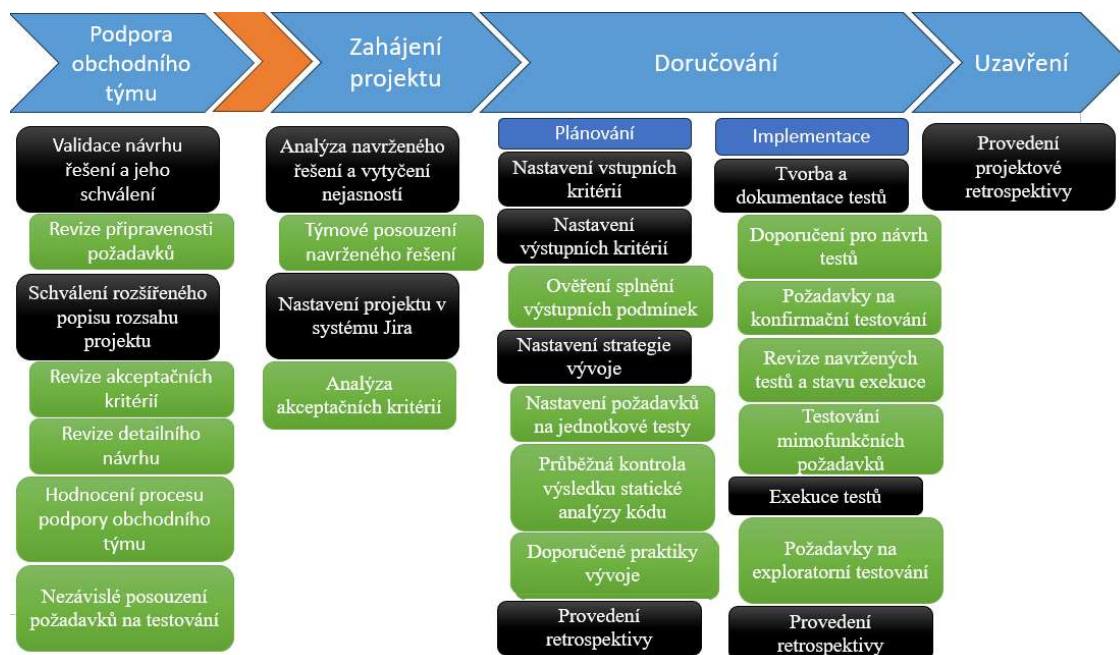 Podpora
obchodního
týmu
Zahájení
projektu
Doručování
Uzavření
Validace návrhu
řešení a jeho
schválení
Revize připravenosti
požadavků
Schválení rozšířeného
popisu rozsahu
projektu
Revize akceptačních
kritérií
Revize detailního
návrhu
Hodnocení procesu
podpory obchodního
týmu
Nezávislé posouzení
požadavků na testování
Analýza navrženého
řešení a vytyčení
nejasností
Týmové posouzení
navrženého řešení
Nastavení projektu v
systému Jira
Analýza
akceptačních kritérií
Plánování
Nastavení vstupních
kritérií
Nastavení
výstupních kritérií
Ověření splnění
výstupních podmínek
Nastavení strategie
vývoje
Nastavení požadavků
na jednotkové testy
Průběžná kontrola
výsledku statické
analýzy kódu
Doporučené praktiky
vývoje
Provedení
retrospektivy
Implementace
Tvorba a
dokumentace testů
Doporučení pro návrh
testů
Požadavky na
konfirmační testování
Revize navržených
testů a stavu exekuce
Testování
mimofunkčních
požadavků
Exekuce testů
Požadavky na
exploratorní testování
Provedení
retrospektivy
Provedení
projektové
retrospektivy